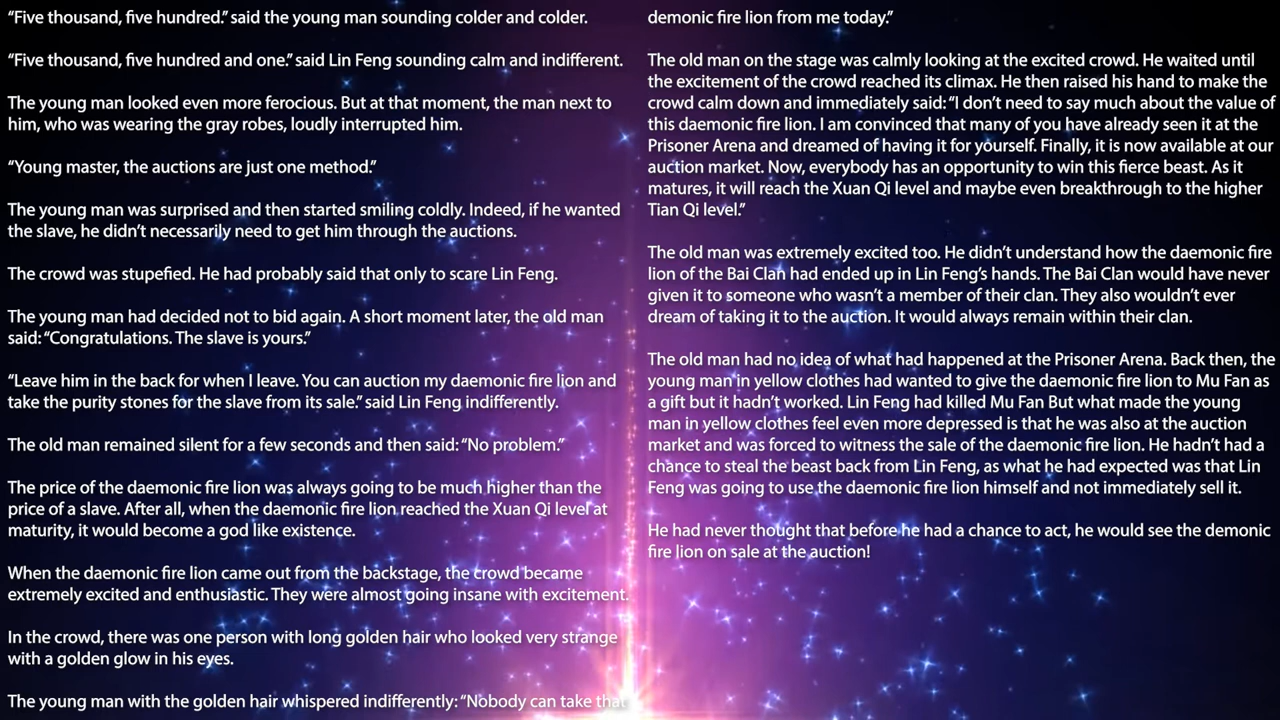 “Five thousand, five hundred.” said the young man sounding colder and colder.
“Five thousand, five hundred and one.” said Lin Feng sounding calm and indifferent.
The young man looked even more ferocious. But at that moment, the man next to
him, who was wearing the gray robes, loudly interrupted him.
“Young master, the auctions are just one method.”
The young man was surprised and then started smiling coldly. Indeed, if he wanted
the slave, he didn’t necessarily need to get him through the auctions.
The crowd was stupefied. He had probably said that only to scare Lin Feng.
The young man had decided not to bid again. A short moment later, the old man
said: “Congratulations. The slave is yours.”
“Leave him in the back for when I leave. You can auction my daemonic fire lion and
take the purity stones for the slave from its sale.” said Lin Feng indifferently.
The old man remained silent for a few seconds and then said: “No problem.”
The price of the daemonic fire lion was always going to be much higher than the
price of a slave. After all, when the daemonic fire lion reached the Xuan Qi level at
maturity, it would become a god like existence.
When the daemonic fire lion came out from the backstage, the crowd became
extremely excited and enthusiastic. They were almost going insane with excitement.
In the crowd, there was one person with long golden hair who looked very strange
with a golden glow in his eyes.
The young man with the golden hair whispered indifferently: “Nobody can take that
demonic fire lion from me today.”
The old man on the stage was calmly looking at the excited crowd. He waited until
the excitement of the crowd reached its climax. He then raised his hand to make the
crowd calm down and immediately said: “I don’t need to say much about the value of
this daemonic fire lion. I am convinced that many of you have already seen it at the
Prisoner Arena and dreamed of having it for yourself. Finally, it is now available at our
auction market. Now, everybody has an opportunity to win this fierce beast. As it
matures, it will reach the Xuan Qi level and maybe even breakthrough to the higher
Tian Qi level.”
The old man was extremely excited too. He didn’t understand how the daemonic fire
lion of the Bai Clan had ended up in Lin Feng’s hands. The Bai Clan would have never
given it to someone who wasn’t a member of their clan. They also wouldn’t ever
dream of taking it to the auction. It would always remain within their clan.
The old man had no idea of what had happened at the Prisoner Arena. Back then, the
young man in yellow clothes had wanted to give the daemonic fire lion to Mu Fan as
a gift but it hadn’t worked. Lin Feng had killed Mu Fan But what made the young
man in yellow clothes feel even more depressed is that he was also at the auction
market and was forced to witness the sale of the daemonic fire lion. He hadn’t had a
chance to steal the beast back from Lin Feng, as what he had expected was that Lin
Feng was going to use the daemonic fire lion himself and not immediately sell it.
He had never thought that before he had a chance to act, he would see the demonic
fire lion on sale at the auction!